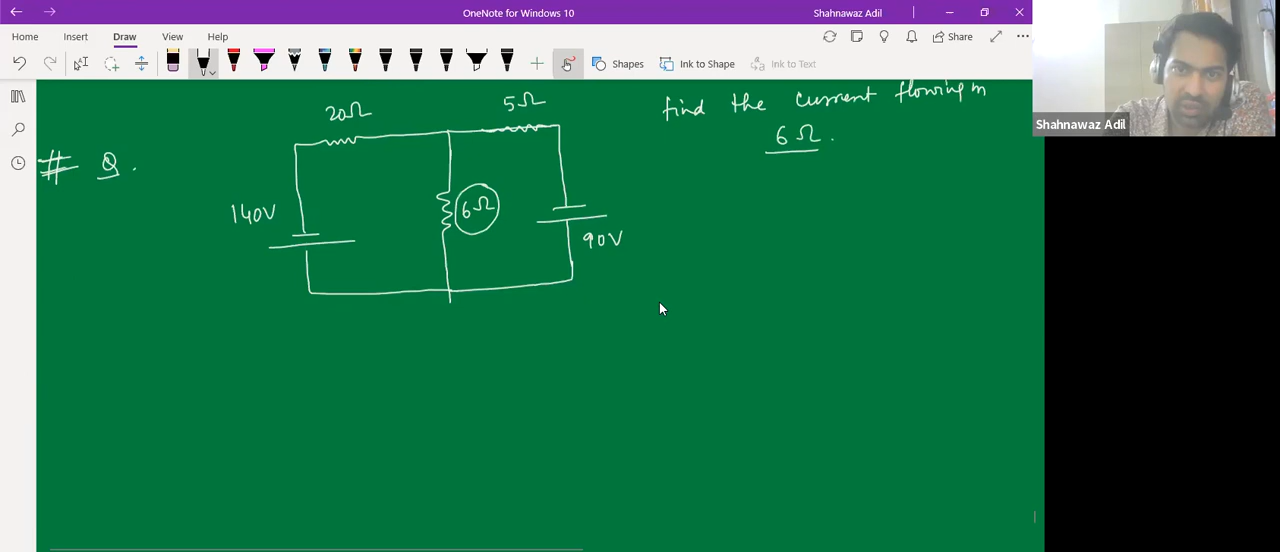 OneNote for Windows 10
Shahnawaz Adil
Home Insert Draw View Help
Share
Shapes Ink to Shape Ink to Text
find the current flowing in
6Ω.
Shahnawaz Adil
# Q.
20Ω
5Ω
140V
6Ω
90V